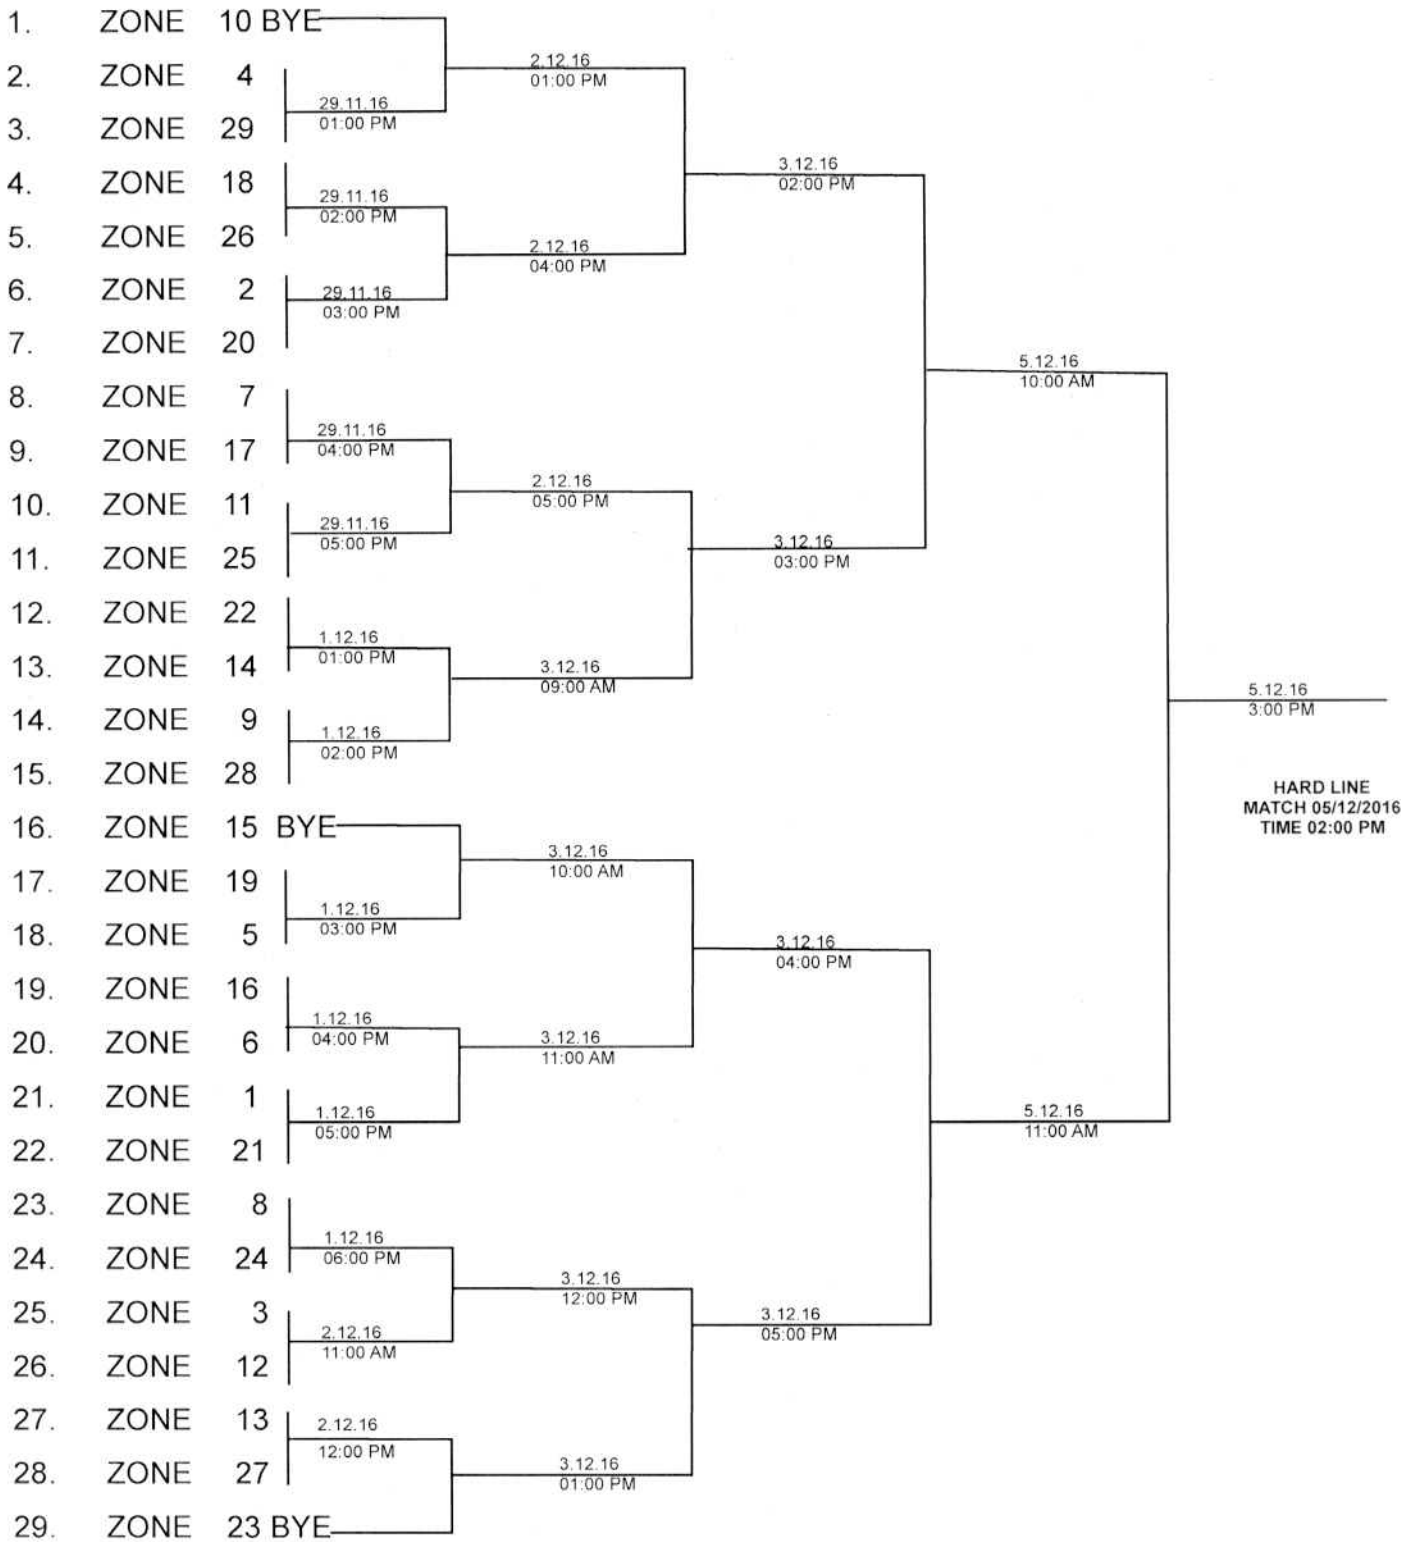 1. ZONE 10 BYE
2. ZONE 4
3. ZONE 29
4. ZONE 18
5. ZONE 26
6. ZONE 2
7. ZONE 20
8. ZONE 7
9. ZONE 17
10. ZONE 11
11. ZONE 25
12. ZONE 22
13. ZONE 14
14. ZONE 9
15. ZONE 28
16. ZONE 15 BYE
17. ZONE 19
18. ZONE 5
19. ZONE 16
20. ZONE 6
21. ZONE 1
22. ZONE 21
23. ZONE 8
24. ZONE 24
25. ZONE 3
26. ZONE 12
27. ZONE 13
28. ZONE 27
29. ZONE 23 BYE
29.11.16
01:00 PM
29.11.16
02:00 PM
29.11.16
03:00 PM
29.11.16
04:00 PM
29.11.16
05:00 PM
1.12.16
01:00 PM
1.12.16
02:00 PM
1.12.16
03:00 PM
1.12.16
04:00 PM
1.12.16
05:00 PM
1.12.16
06:00 PM
2.12.16
11:00 AM
2.12.16
12:00 PM
2.12.16
01:00 PM
2.12.16
04:00 PM
2.12.16
05:00 PM
3.12.16
09:00 AM
3.12.16
10:00 AM
3.12.16
11:00 AM
3.12.16
12:00 PM
3.12.16
01:00 PM
3.12.16
02:00 PM
3.12.16
03:00 PM
3.12.16
04:00 PM
3.12.16
05:00 PM
5.12.16
10:00 AM
5.12.16
11:00 AM
5.12.16
3:00 PM
HARD LINE
MATCH 05/12/2016
TIME 02:00 PM